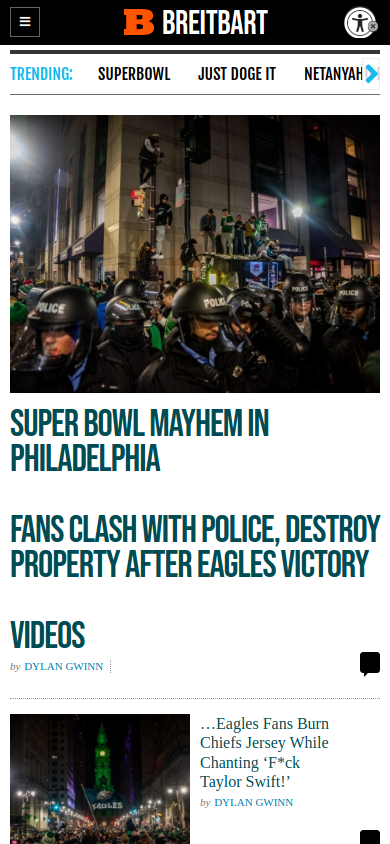 BREITBART
TRENDING: SUPERBOWL JUST DOGE IT NETANYAH
POLICE POLICE POLICE POLICE
SUPER BOWL MAYHEM IN
PHILADELPHIA
FANS CLASH WITH POLICE, DESTROY
PROPERTY AFTER EAGLES VICTORY
VIDEOS
by DYLAN GWINN
EAGLES
…Eagles Fans Burn
Chiefs Jersey While
Chanting ‘F*ck
Taylor Swift!’
by DYLAN GWINN